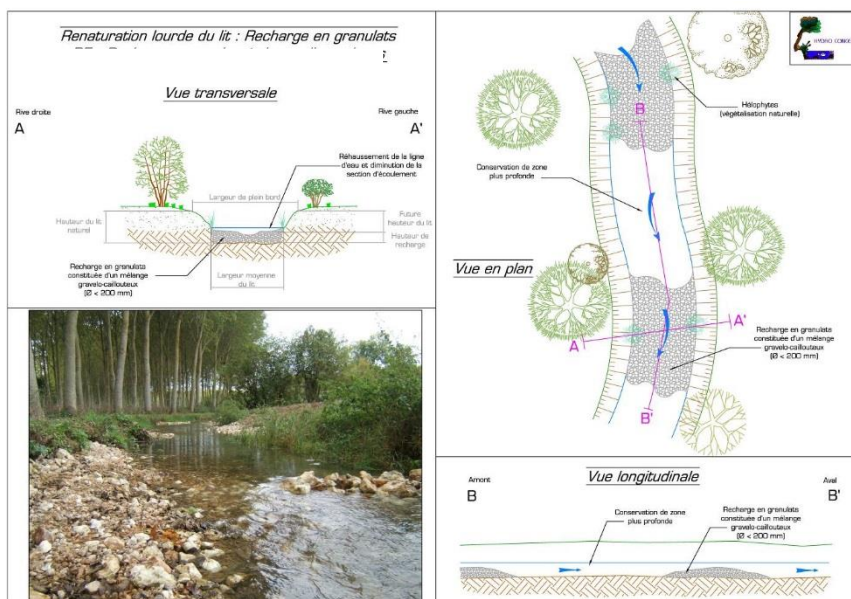 Renaturation lourde du lit : Recharge en granulats
Vue transversale
Rive droite
Rive gauche
A
A'
Réhaussement de la ligne
d'eau et diminution de la
section d'écoulement
Largeur de plein bord
Hauteur du lit
naturel
Future
hauteur du lit
Hauteur de
recharge
Recharge en granulats
constituée d'un mélange
gravelo-caillouteux
(Ø < 200 mm)
Largeur moyenne
du lit
HYDRO CONCEPT
B
Hélophytes
(végétalisation naturelle)
Conservation de zone
plus profonde
Vue en plan
A'
A
Recharge en granulats
constituée d'un mélange
gravelo-caillouteux
(Ø < 200 mm)
B'
Vue longitudinale
Amont
Aval
B
B'
Conservation de zone
plus profonde
Recharge en granulats
constituée d'un mélange
gravelo-caillouteux
(Ø < 200 mm)